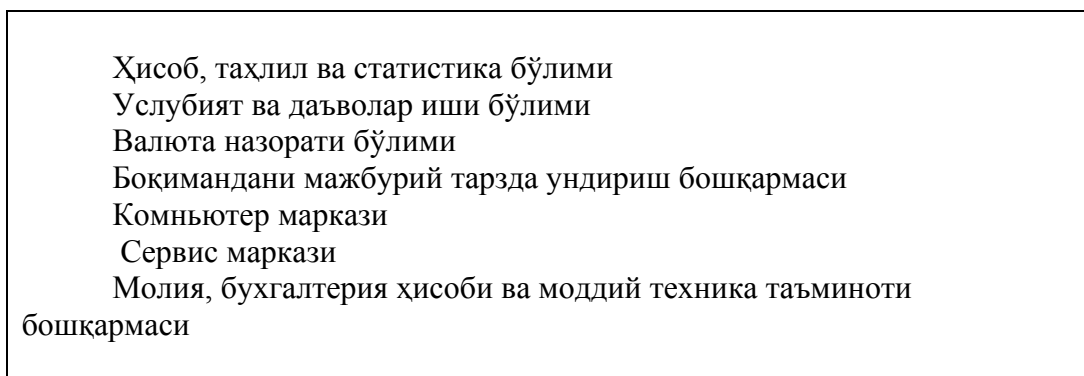 Ҳисоб, таҳлил ва статистика бўлими
Услубият ва даъволар иши бўлими
Валюта назорати бўлими
Боқимандани мажбурий тарзда ундириш бошқармаси
Комньютер маркази
Сервис маркази
Молия, бухгалтерия ҳисоби ва моддий техника таъминоти
бошқармаси